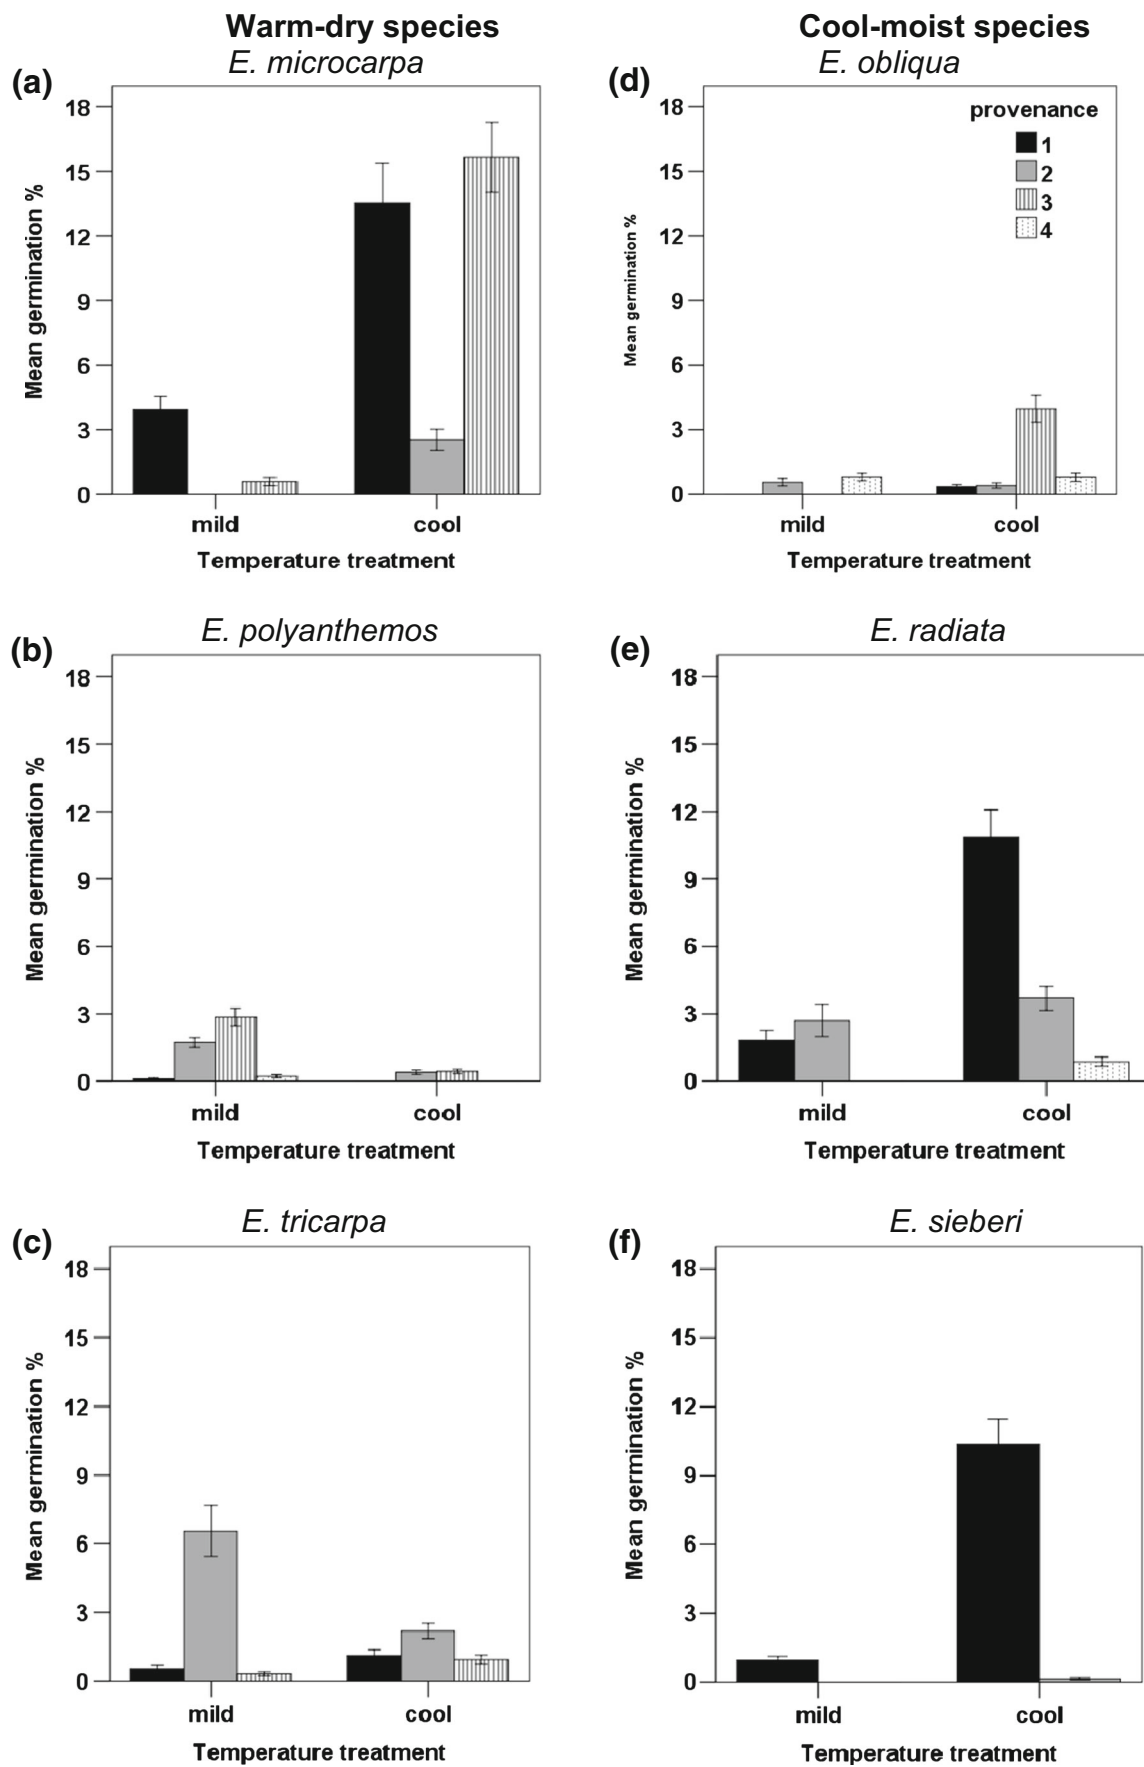 Warm-dry species
Cool-moist species
(a)
E. microcarpa
18
15
12
9
6
3
0
Mean germination %
mild
cool
Temperature treatment
(d)
E. obliqua
provenance
1
2
3
4
18
15
12
9
6
3
0
Mean germination %
mild
cool
Temperature treatment
(b)
E. polyanthemos
18
15
12
9
6
3
0
Mean germination %
mild
cool
Temperature treatment
(e)
E. radiata
18
15
12
9
6
3
0
Mean germination %
mild
cool
Temperature treatment
(c)
E. tricarpa
18
15
12
9
6
3
0
Mean germination %
mild
cool
Temperature treatment
(f)
E. sieberi
18
15
12
9
6
3
0
Mean germination %
mild
cool
Temperature treatment